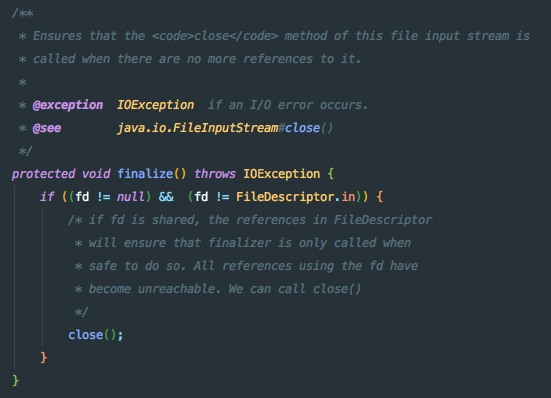 /**
 * Ensures that the <code>close</code> method of this file input stream is
 * called when there are no more references to it.
 *
 * @exception  IOException  if an I/O error occurs.
 * @see        java.io.FileInputStream#close()
 */
protected void finalize() throws IOException {
    if ((fd != null) &&  (fd != FileDescriptor.in)) {
        /* if fd is shared, the references in FileDescriptor
         * will ensure that finalizer is only called when
         * safe to do so. All references using the fd have
         * become unreachable. We can call close()
         */
        close();
    }
}